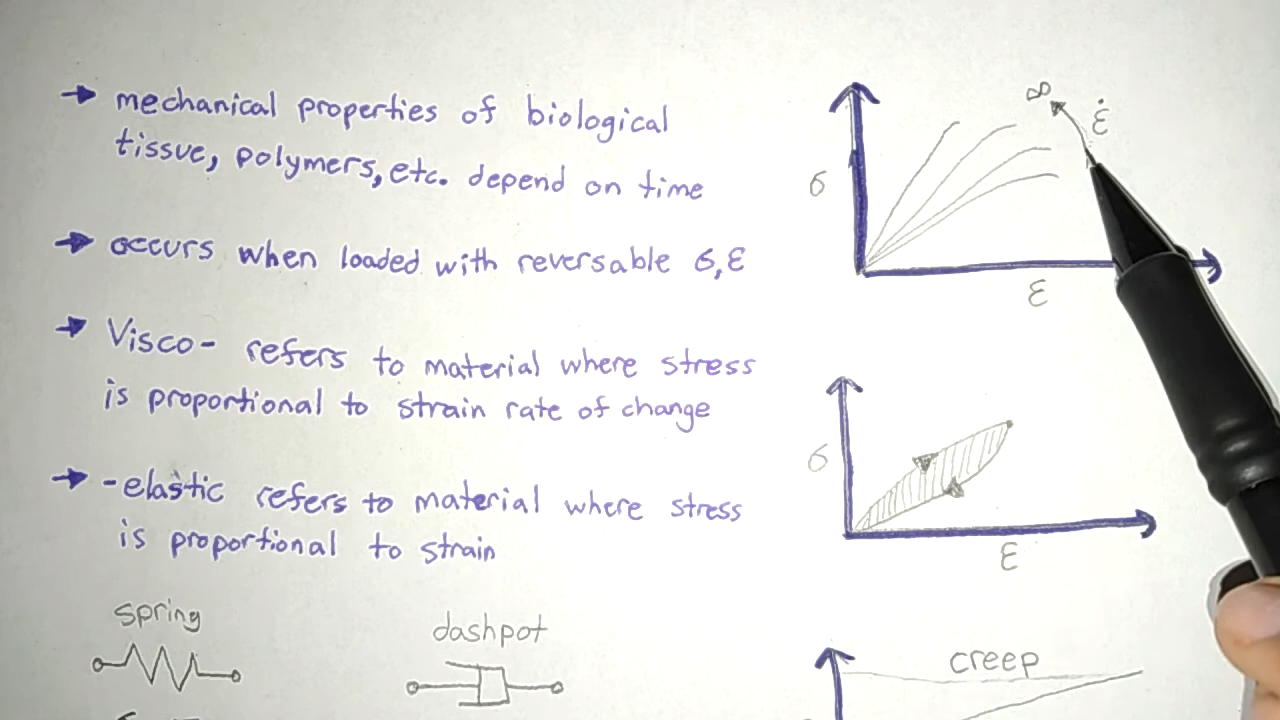 → mechanical properties of biological
tissue, polymers, etc. depend on time
→ occurs when loaded with reversable σ, ε
→ Visco- refers to material where stress
is proportional to strain rate of change
→ -elastic refers to material where stress
is proportional to strain
spring
dashpot
∞
ε̇
σ
ε
σ
ε
creep